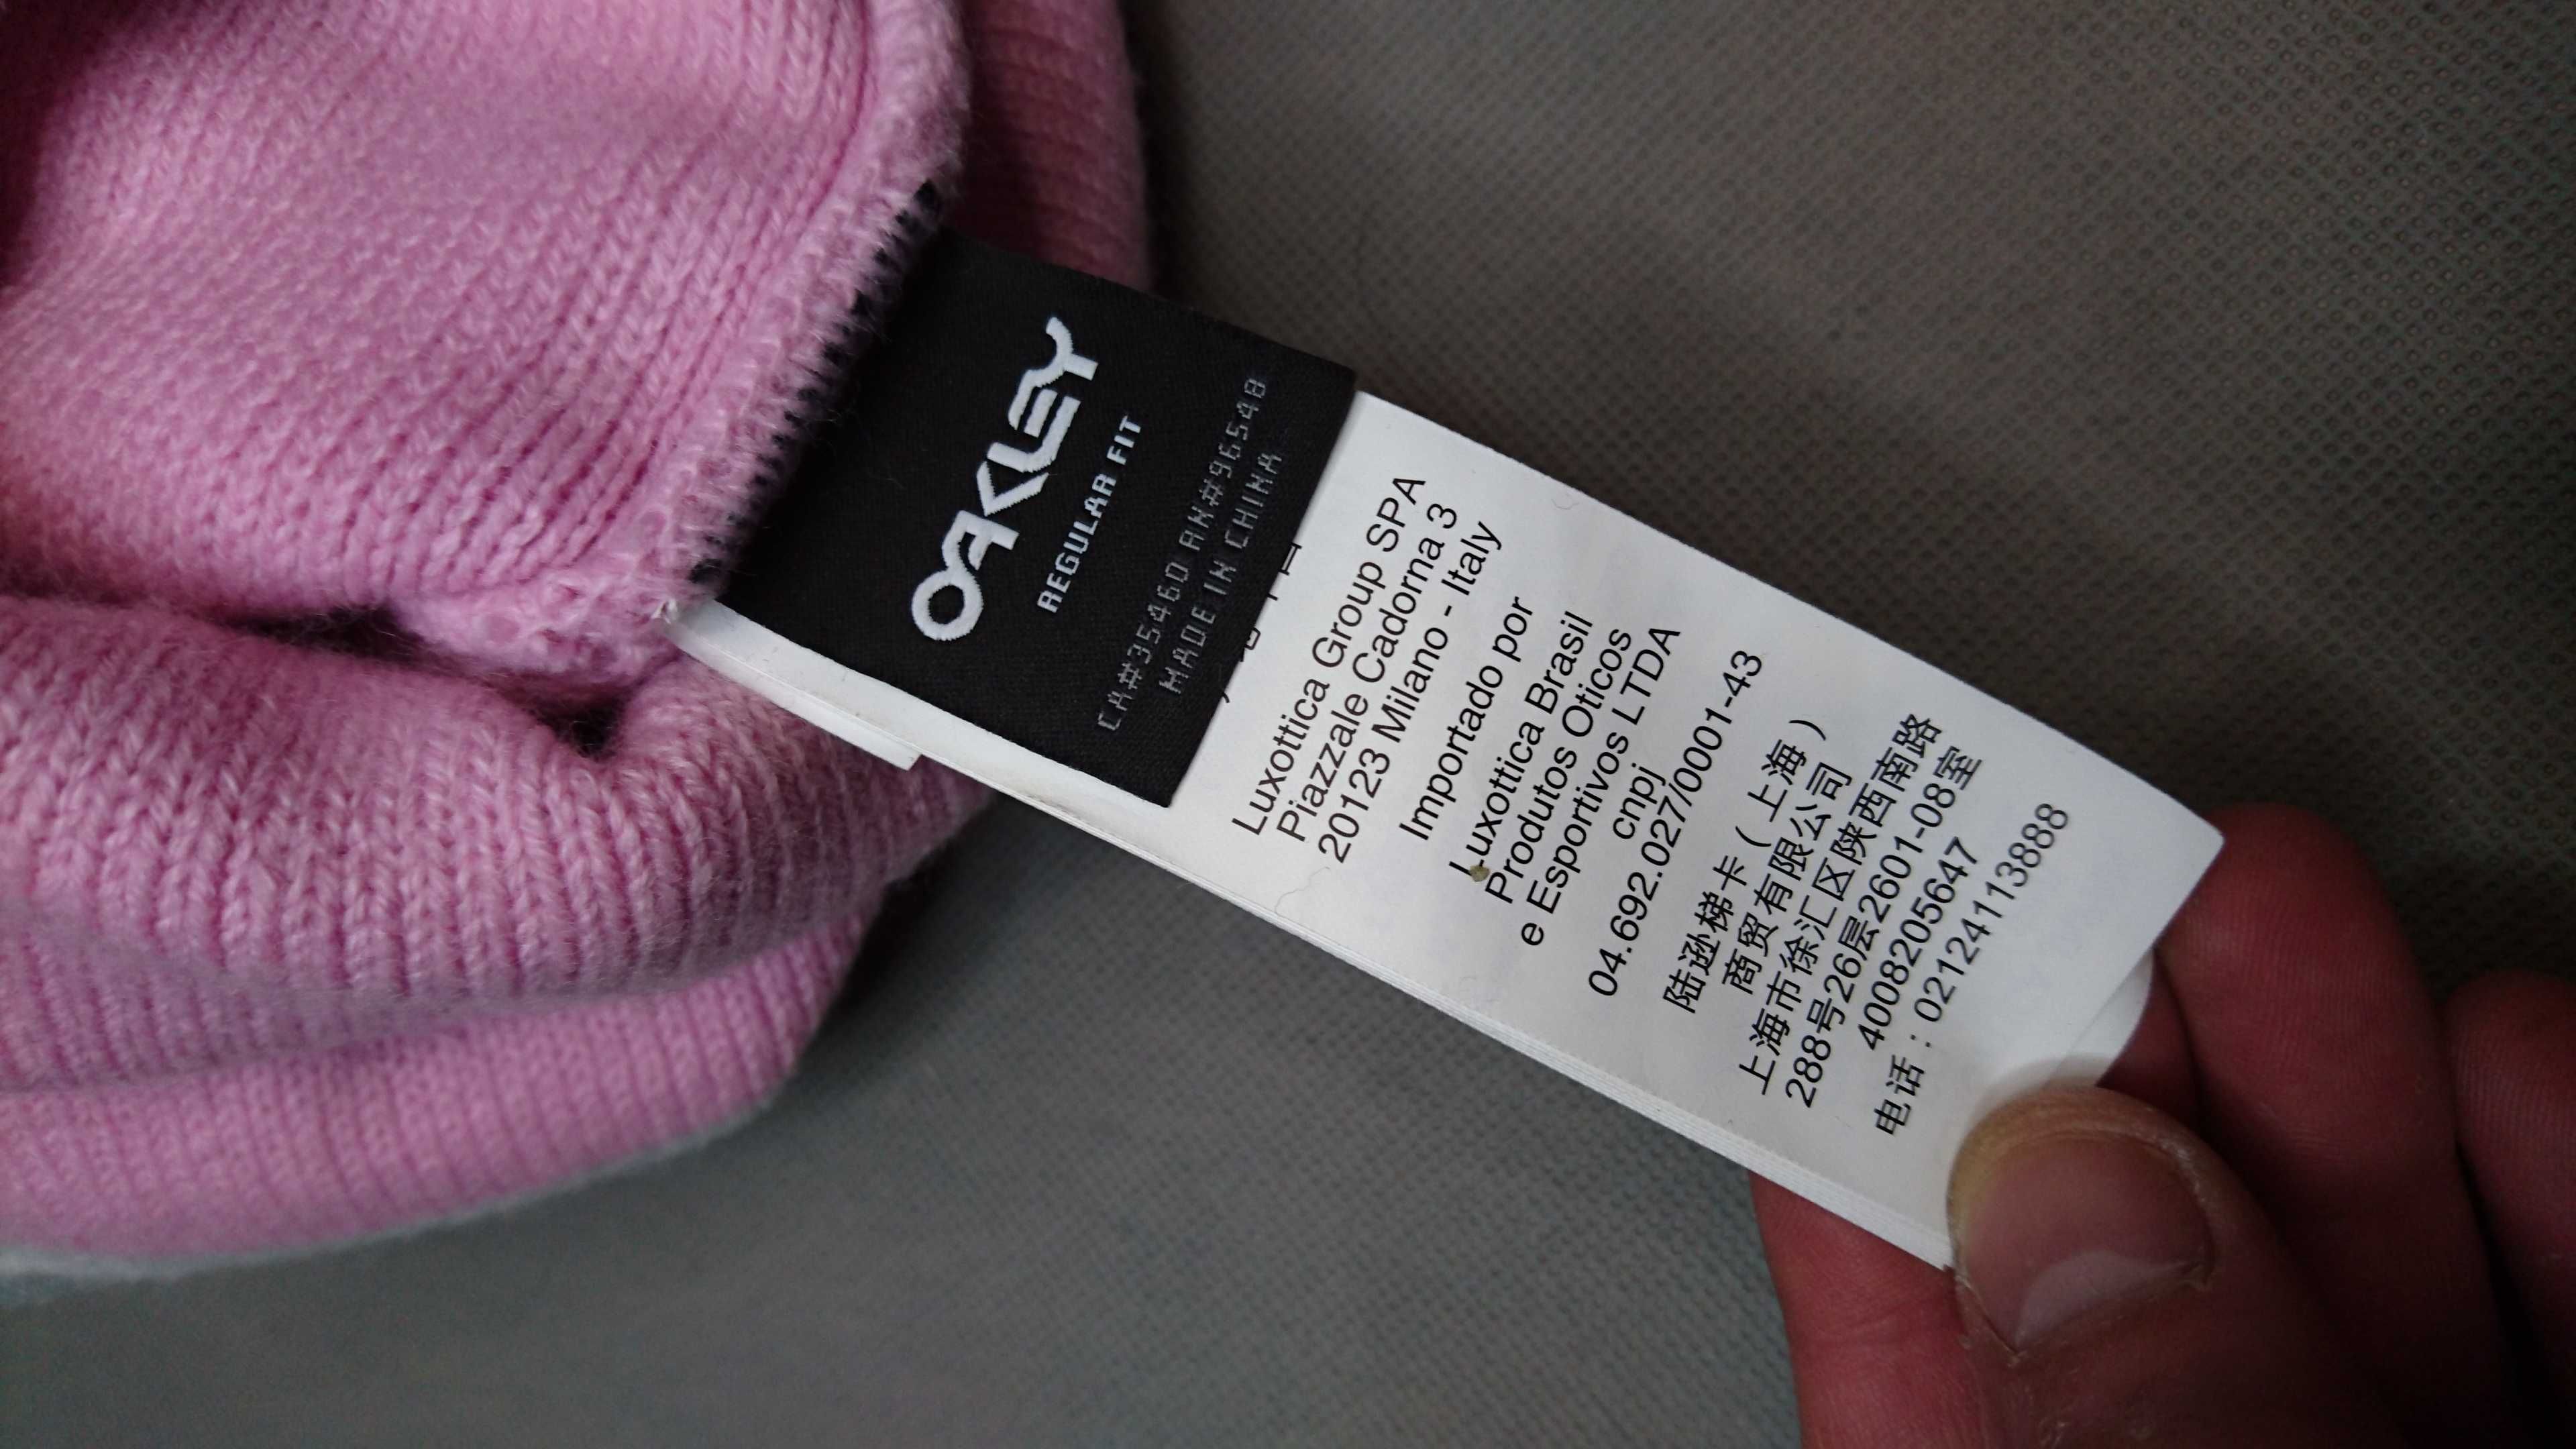 OAKLEY
REGULAR FIT
CA#35460 RN#96548
MADE IN CHINA
Luxottica Group SPA
Piazzale Cadorna 3
20123 Milano - Italy
Importado por
Luxottica Brasil
Produtos Oticos
e Esportivos LTDA
cnpj
04.692.027/0001-43
陆逊梯卡（上海）
商贸有限公司
上海市徐汇区陕西南路
288号26层2601-08室
4008205647
电话：02124113888